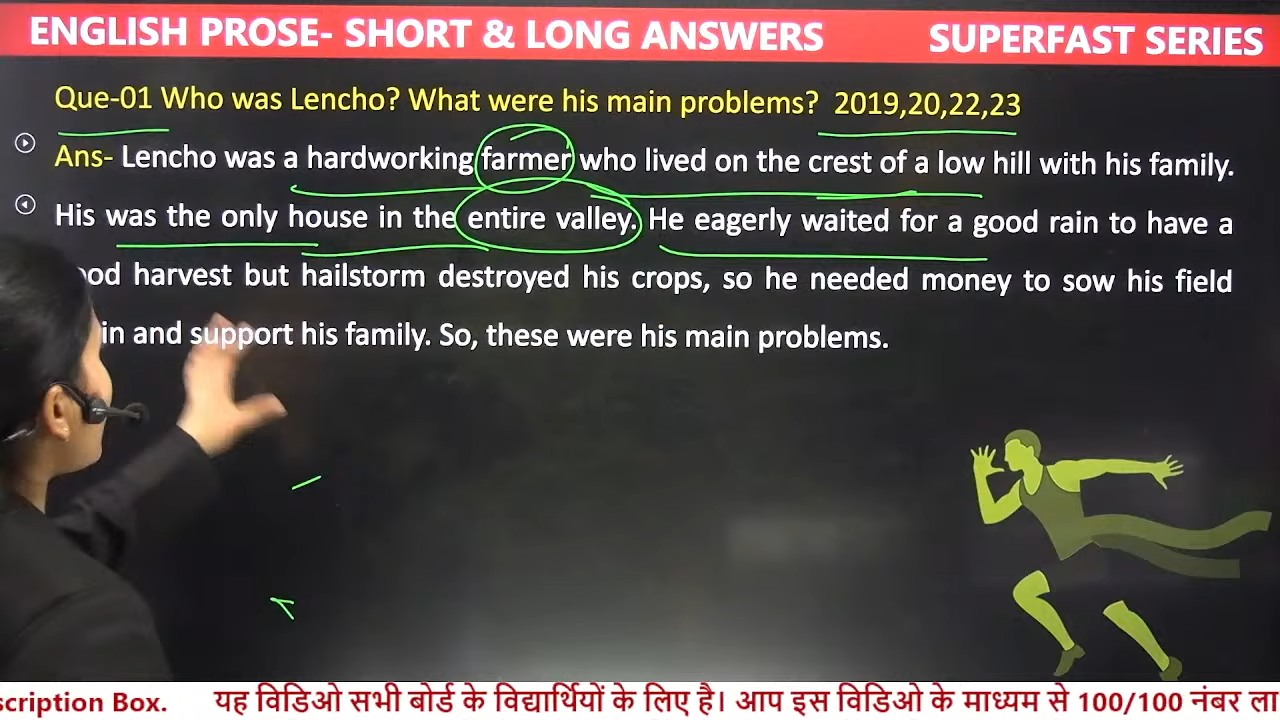 ENGLISH PROSE- SHORT & LONG ANSWERS SUPERFAST SERIES
Que-01 Who was Lencho? What were his main problems? 2019,20,22,23
Ans- Lencho was a hardworking farmer who lived on the crest of a low hill with his family.
His was the only house in the entire valley. He eagerly waited for a good rain to have a
harvest but hailstorm destroyed his crops, so he needed money to sow his field
and support his family. So, these were his main problems.
scription Box. यह विडिओ सभी बोर्ड के विद्यार्थियों के लिए है। आप इस विडिओ के माध्यम से 100/100 नंबर ला